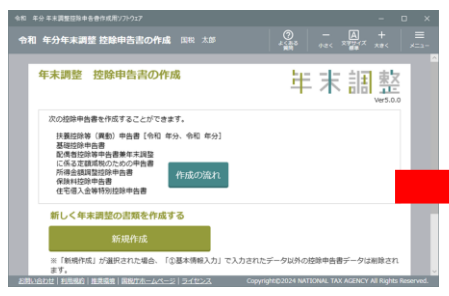 令和 年分 年末調整控除申告書作成用ソフトウェア
令和 年分年末調整 控除申告書の作成 国税 太郎
よくある質問 小さく 文字サイズ 標準 大きく メニュー
年末調整 控除申告書の作成
年末調整
Ver5.0.0
次の控除申告書を作成することができます。
扶養控除等（異動）申告書［令和 年分、令和 年分］
基礎控除申告書
配偶者控除等申告書兼年末調整
に係る定額減税のための申告書
所得金額調整控除申告書
保険料控除申告書
住宅借入金等特別控除申告書
作成の流れ
新しく年末調整の書類を作成する
新規作成
※「新規作成」が選択された場合、「①基本情報入力」で入力されたデータ以外の控除申告書データは削除され
ます。
お問い合わせ | 利用規約 | 推奨環境 | 国税庁ホームページ | ライセンス Copyright©2024 NATIONAL TAX AGENCY All Rights Reserved.